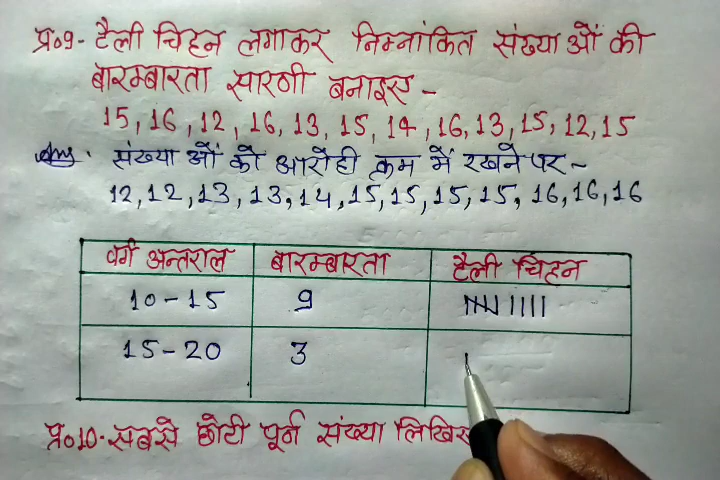 प्र०9- टैली चिहन लगाकर निम्नांकित संख्याओं की
बारम्बारता सारणी बनाइए -
15, 16, 12, 16, 13, 15, 14, 16, 13, 15, 12, 15
Ans. संख्याओं को आरोही क्रम में रखने पर -
12, 12, 13, 13, 14, 15, 15, 15, 15, 16, 16, 16
वर्ग अन्तराल बारम्बारता टैली चिहन
10-15 9 𝍸 ||||
15-20 3 |
प्र०10. सबसे छोटी पूर्न संख्या लिखिए